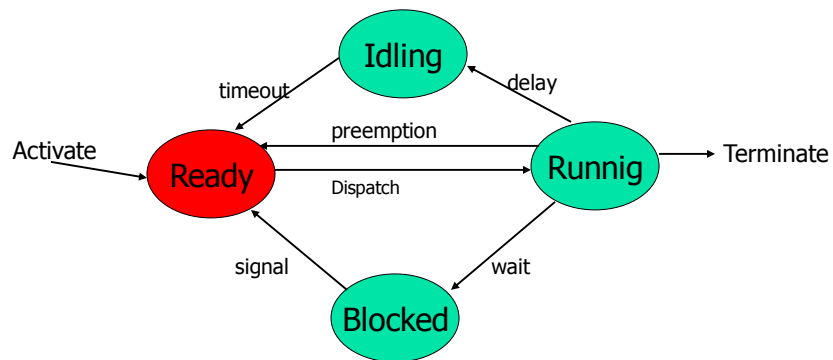 Idling
timeout
delay
preemption
Activate
Ready
Dispatch
Runnig
Terminate
signal
wait
Blocked